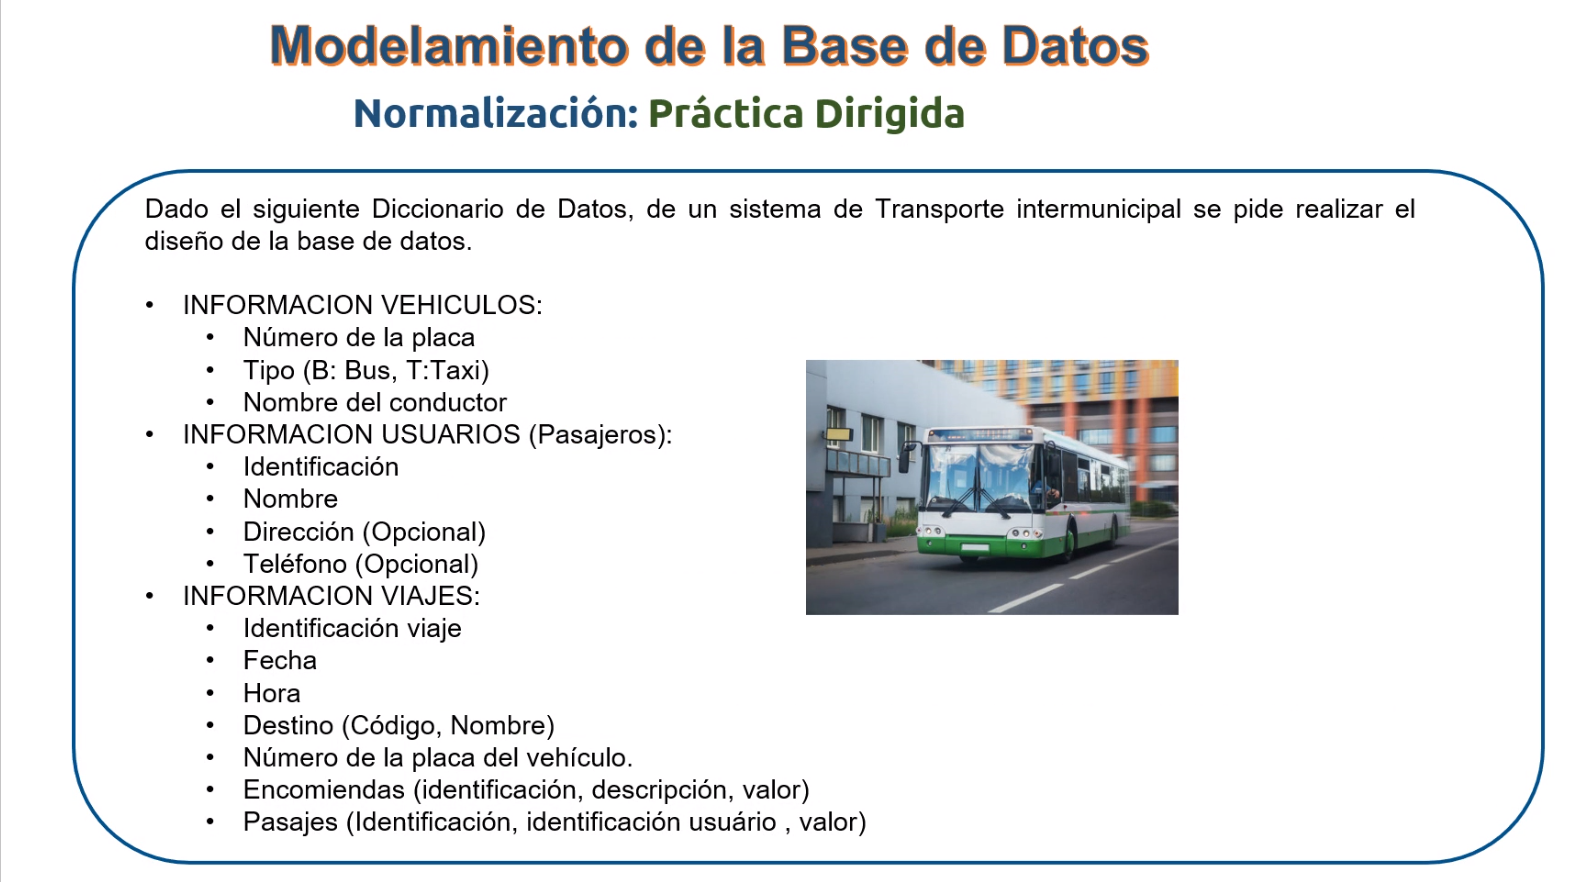 Modelamiento de la Base de Datos
Normalización: Práctica Dirigida
Dado el siguiente Diccionario de Datos, de un sistema de Transporte intermunicipal se pide realizar el
diseño de la base de datos.
• INFORMACION VEHICULOS:
• Número de la placa
• Tipo (B: Bus, T:Taxi)
• Nombre del conductor
• INFORMACION USUARIOS (Pasajeros):
• Identificación
• Nombre
• Dirección (Opcional)
• Teléfono (Opcional)
• INFORMACION VIAJES:
• Identificación viaje
• Fecha
• Hora
• Destino (Código, Nombre)
• Número de la placa del vehículo.
• Encomiendas (identificación, descripción, valor)
• Pasajes (Identificación, identificación usuário , valor)